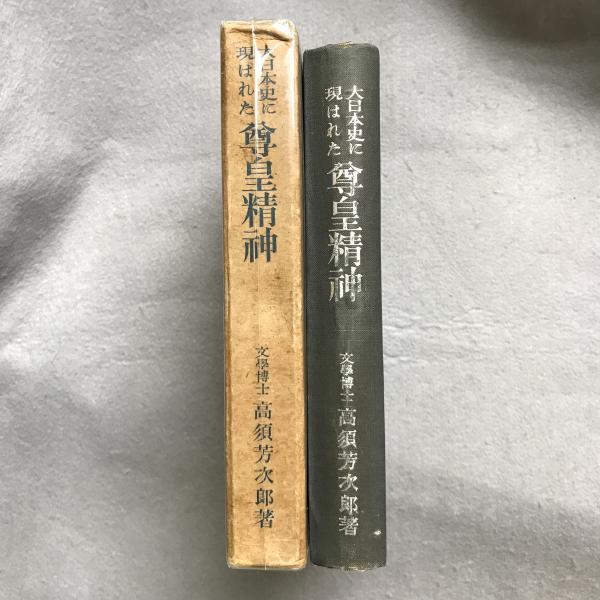 大日本史に
現はれた
尊皇精神
文學博士
高須芳次郎著
大日本史に
現はれた
尊皇精神
文學博士
高須芳次郎著